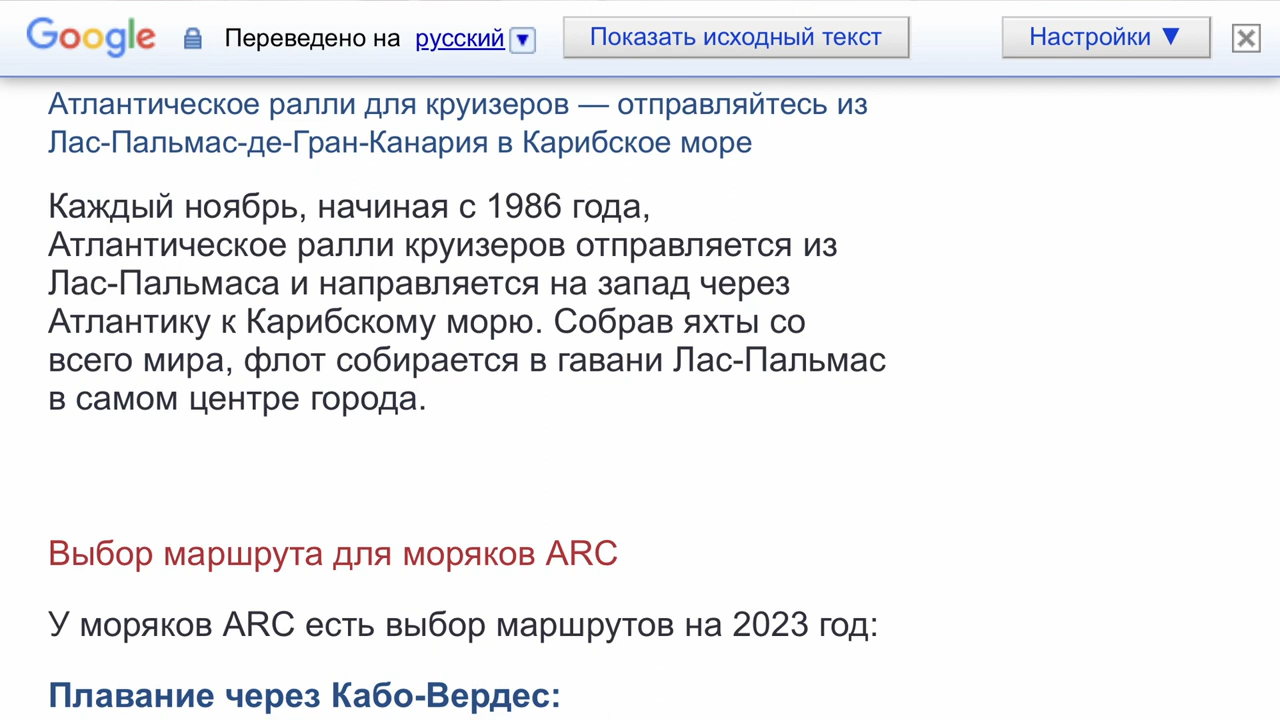 Google Переведено на русский ▼ Показать исходный текст Настройки ▼
Атлантическое ралли для круизеров — отправляйтесь из
Лас-Пальмас-де-Гран-Канария в Карибское море
Каждый ноябрь, начиная с 1986 года,
Атлантическое ралли круизеров отправляется из
Лас-Пальмаса и направляется на запад через
Атлантику к Карибскому морю. Собрав яхты со
всего мира, флот собирается в гавани Лас-Пальмас
в самом центре города.
Выбор маршрута для моряков ARC
У моряков ARC есть выбор маршрутов на 2023 год:
Плавание через Кабо-Вердес: